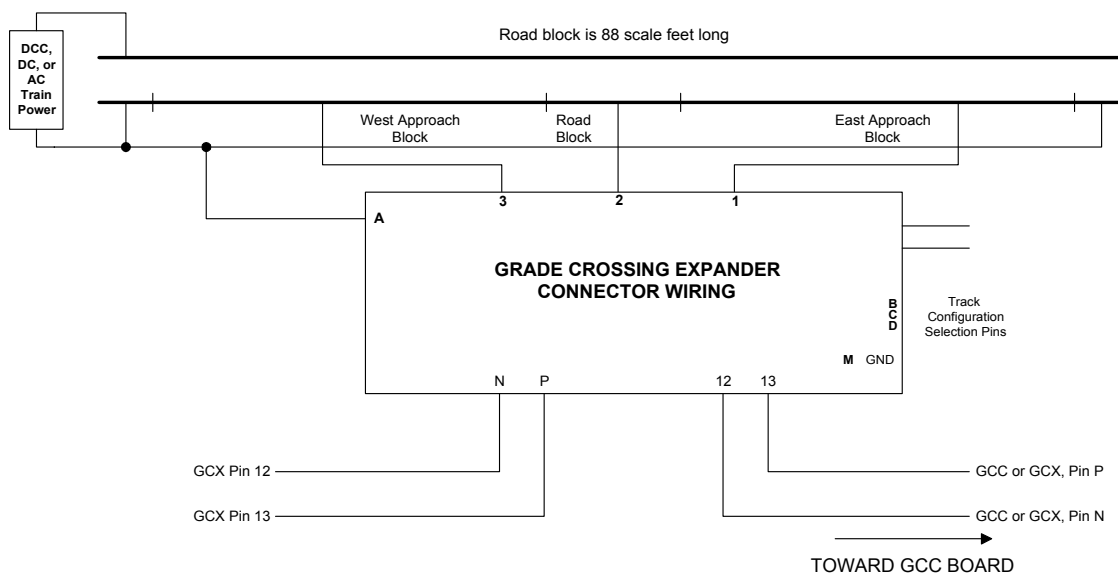 Road block is 88 scale feet long
DCC,
DC, or
AC
Train
Power
West Approach
Block
Road
Block
East Approach
Block
3
2
1
A
GRADE CROSSING EXPANDER
CONNECTOR WIRING
B
C
D
Track
Configuration
Selection Pins
M GND
N P 12 13
GCX Pin 12
GCC or GCX, Pin P
GCX Pin 13
GCC or GCX, Pin N
TOWARD GCC BOARD